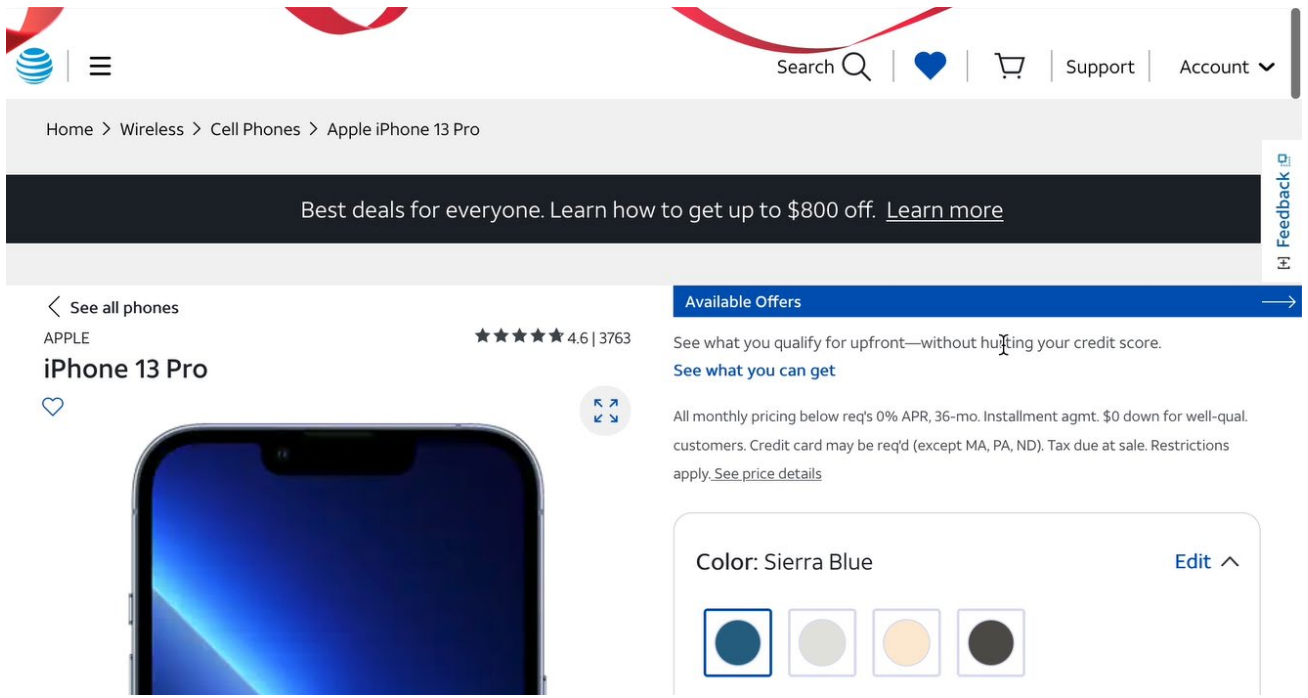 Search
Support
Account
Home > Wireless > Cell Phones > Apple iPhone 13 Pro
Feedback
Best deals for everyone. Learn how to get up to $800 off. Learn more
See all phones
APPLE
4.6 | 3763
iPhone 13 Pro
Available Offers
See what you qualify for upfront—without hurting your credit score.
See what you can get
All monthly pricing below req's 0% APR, 36-mo. Installment agmt. $0 down for well-qual.
customers. Credit card may be req'd (except MA, PA, ND). Tax due at sale. Restrictions
apply. See price details
Color: Sierra Blue
Edit